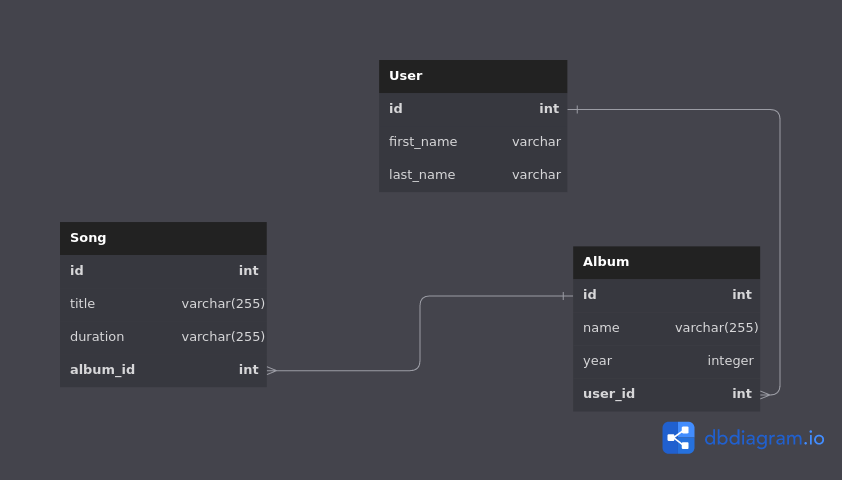 User
id int
first_name varchar
last_name varchar
Song
id int
title varchar(255)
duration varchar(255)
album_id int
Album
id int
name varchar(255)
year integer
user_id int
dbdiagram.io